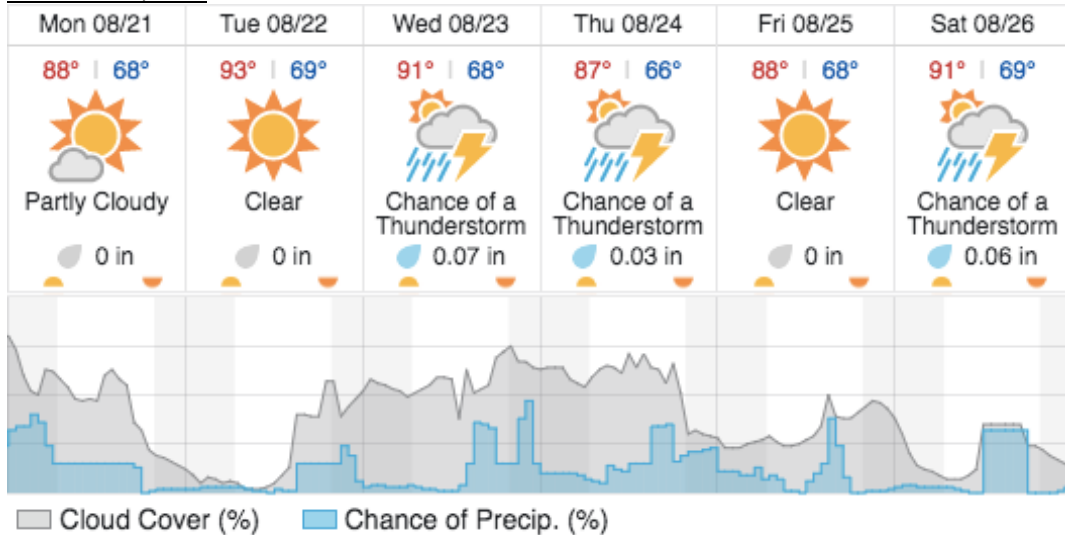 Mon 08/21 Tue 08/22 Wed 08/23 Thu 08/24 Fri 08/25 Sat 08/26
88° | 68° 93° | 69° 91° | 68° 87° | 66° 88° | 68° 91° | 69°
Partly Cloudy Clear Chance of a Thunderstorm Chance of a Thunderstorm Clear Chance of a Thunderstorm
0 in 0 in 0.07 in 0.03 in 0 in 0.06 in
Cloud Cover (%) Chance of Precip. (%)